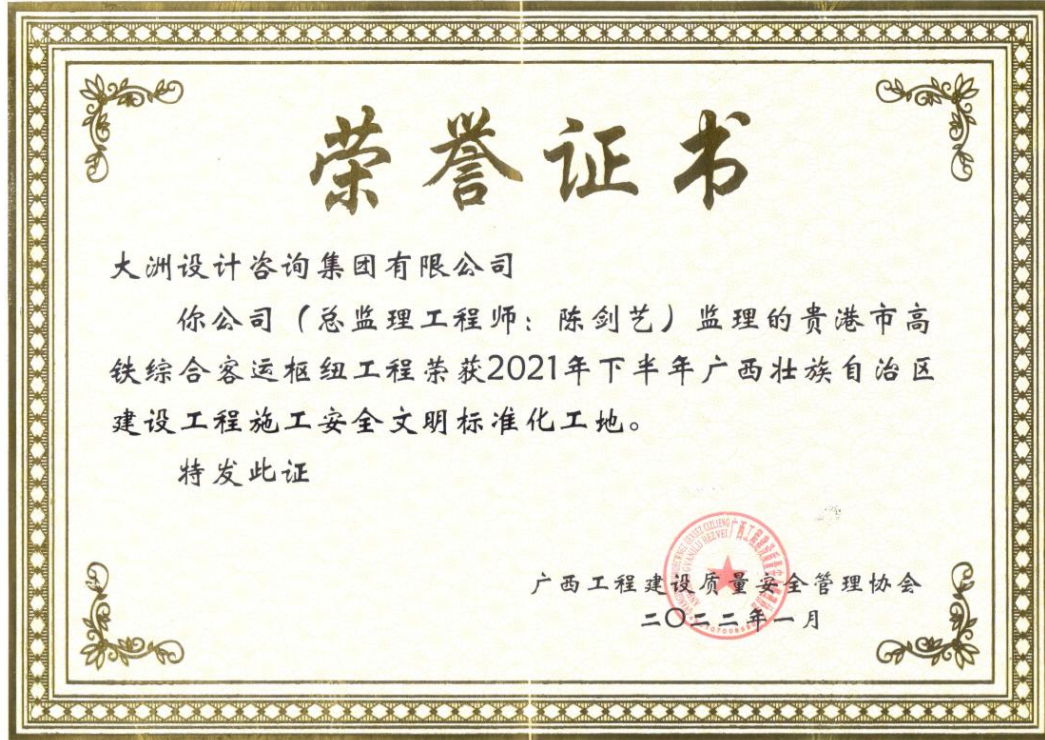 荣誉证书
大洲设计咨询集团有限公司
你公司（总监理工程师：陈剑艺）监理的贵港市高
铁综合客运枢纽工程荣获2021年下半年广西壮族自治区
建设工程施工安全文明标准化工地。
特发此证
广西工程建设质量安全管理协会
二〇二二年一月